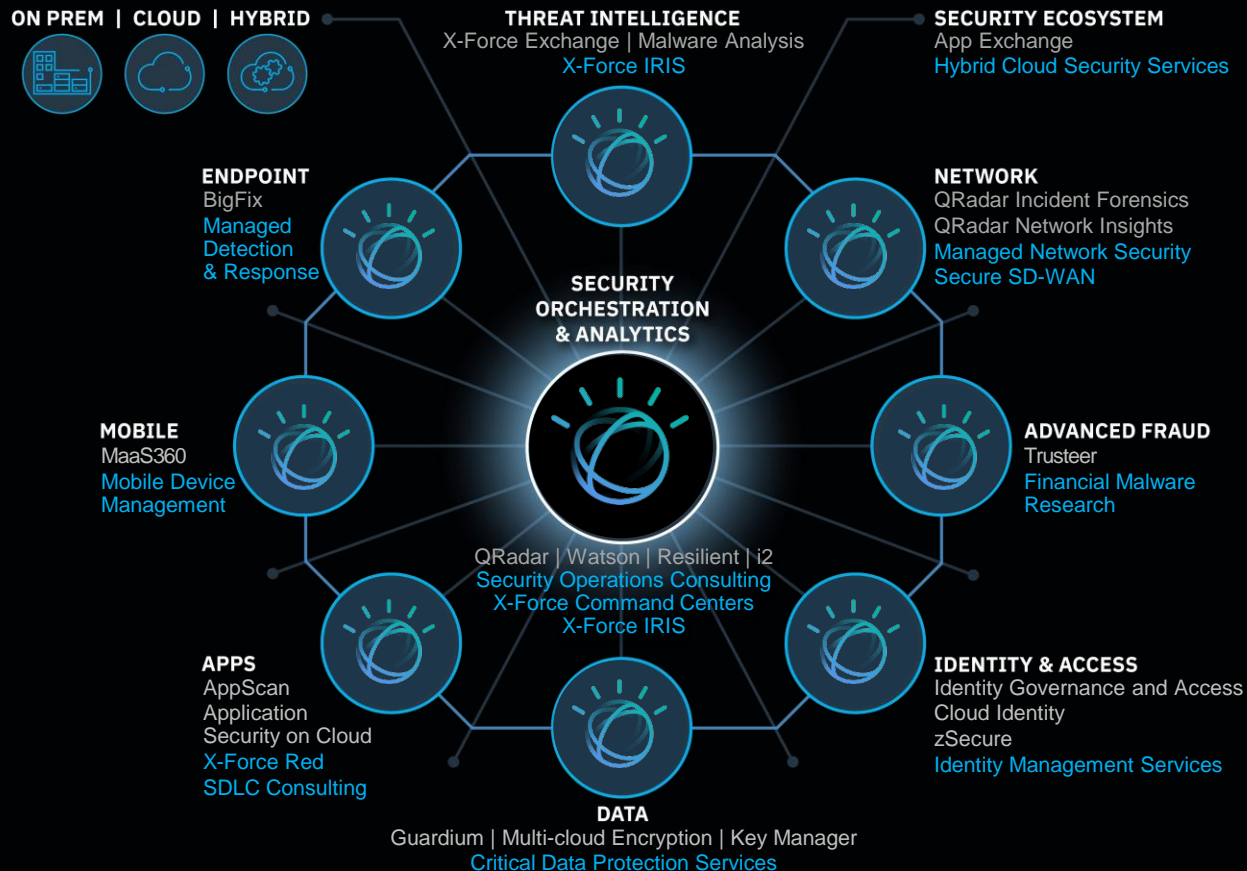 ON PREM | CLOUD | HYBRID
THREAT INTELLIGENCE
X-Force Exchange | Malware Analysis
X-Force IRIS
SECURITY ECOSYSTEM
App Exchange
Hybrid Cloud Security Services
ENDPOINT
BigFix
Managed
Detection
& Response
NETWORK
QRadar Incident Forensics
QRadar Network Insights
Managed Network Security
Secure SD-WAN
SECURITY
ORCHESTRATION
& ANALYTICS
MOBILE
MaaS360
Mobile Device
Management
ADVANCED FRAUD
Trusteer
Financial Malware
Research
QRadar | Watson | Resilient | i2
Security Operations Consulting
X-Force Command Centers
X-Force IRIS
APPS
AppScan
Application
Security on Cloud
X-Force Red
SDLC Consulting
IDENTITY & ACCESS
Identity Governance and Access
Cloud Identity
zSecure
Identity Management Services
DATA
Guardium | Multi-cloud Encryption | Key Manager
Critical Data Protection Services